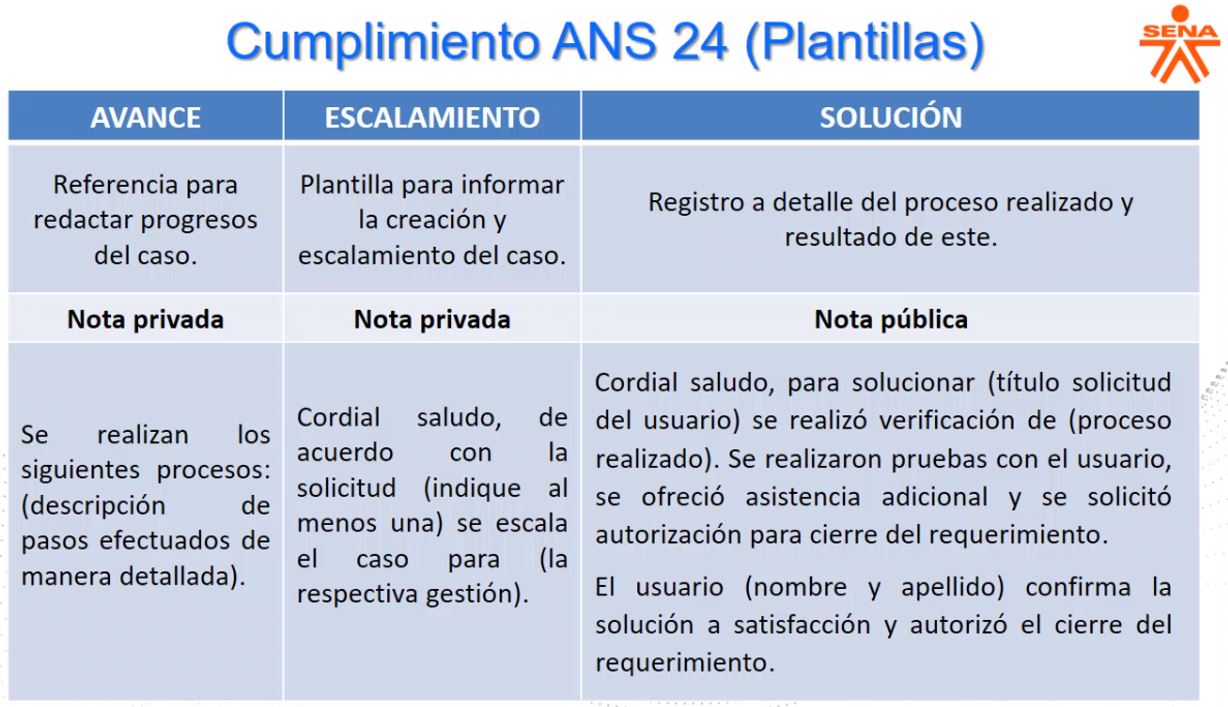 Cumplimiento ANS 24 (Plantillas)
SENA
AVANCE
ESCALAMIENTO
SOLUCIÓN
Referencia para
redactar progresos
del caso.
Plantilla para informar
la creación y
escalamiento del caso.
Registro a detalle del proceso realizado y
resultado de este.
Nota privada
Nota privada
Nota pública
Se realizan los
siguientes procesos:
(descripción de
pasos efectuados de
manera detallada).
Cordial saludo, de
acuerdo con la
solicitud (indique al
menos una) se escala
el caso para (la
respectiva gestión).
Cordial saludo, para solucionar (título solicitud
del usuario) se realizó verificación de (proceso
realizado). Se realizaron pruebas con el usuario,
se ofreció asistencia adicional y se solicitó
autorización para cierre del requerimiento.
El usuario (nombre y apellido) confirma la
solución a satisfacción y autorizó el cierre del
requerimiento.